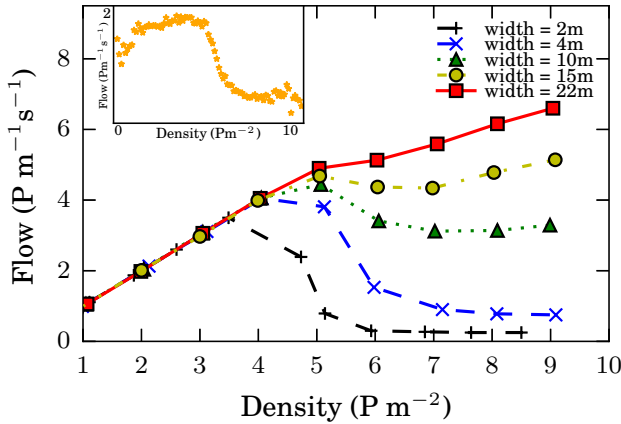 8
6
4
2
0
Flow (P m⁻¹s⁻¹)
1 2 3 4 5 6 7 8 9 10
Density (P m⁻²)
2
Flow (Pm⁻¹s⁻¹)
0 10
Density (Pm⁻²)
width = 2m
width = 4m
width = 10m
width = 15m
width = 22m